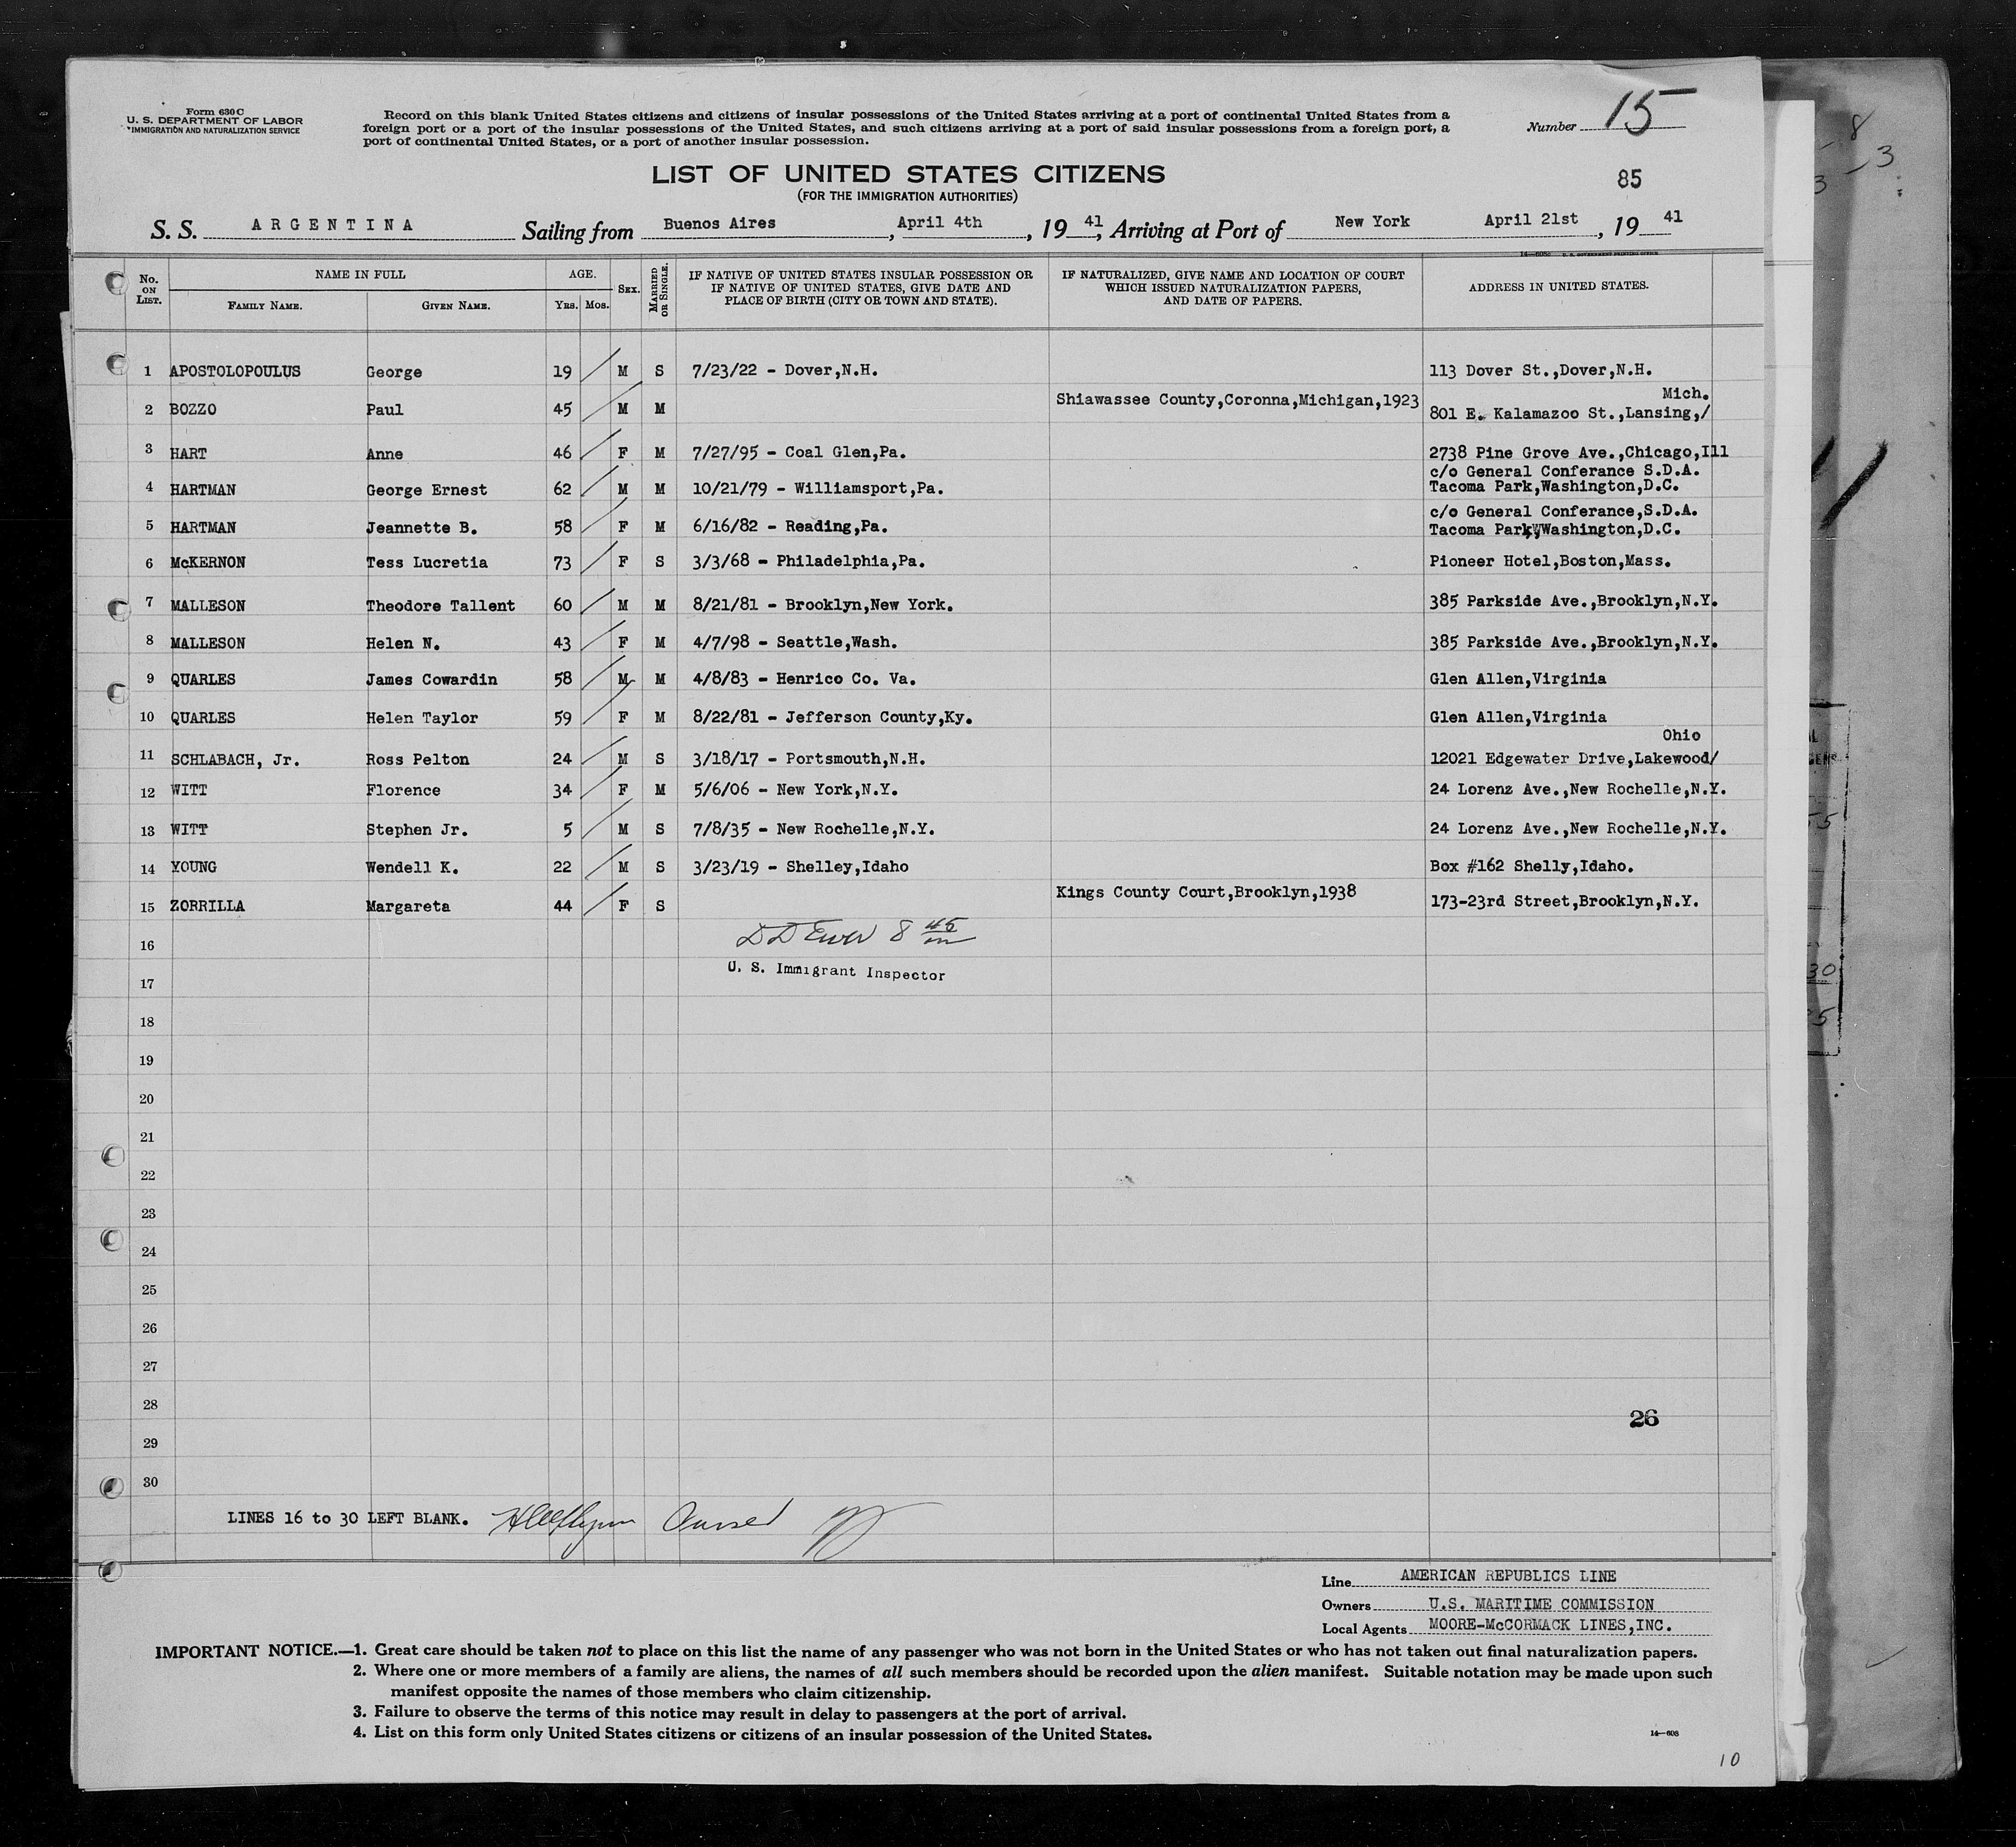 Form 630 C
U. S. DEPARTMENT OF LABOR
IMMIGRATION AND NATURALIZATION SERVICE
Record on this blank United States citizens and citizens of insular possessions of the United States arriving at a port of continental United States from a
foreign port or a port of the insular possessions of the United States, and such citizens arriving at a port of said insular possessions from a foreign port, a
port of continental United States, or a port of another insular possession.
Number 15
LIST OF UNITED STATES CITIZENS
(FOR THE IMMIGRATION AUTHORITIES)
85
S. S. ARGENTINA Sailing from Buenos Aires, April 4th, 1941, Arriving at Port of New York April 21st, 1941
14—608c U. S. GOVERNMENT PRINTING OFFICE
No. ON LIST. NAME IN FULL FAMILY NAME. GIVEN NAME. AGE. YRS. MOS. SEX. MARRIED OR SINGLE. IF NATIVE OF UNITED STATES INSULAR POSSESSION OR IF NATIVE OF UNITED STATES, GIVE DATE AND PLACE OF BIRTH (CITY OR TOWN AND STATE). IF NATURALIZED, GIVE NAME AND LOCATION OF COURT WHICH ISSUED NATURALIZATION PAPERS, AND DATE OF PAPERS. ADDRESS IN UNITED STATES.
1 APOSTOLOPOULUS George 19 M S 7/23/22 - Dover,N.H. 113 Dover St.,Dover,N.H.
Mich.
2 BOZZO Paul 45 M M Shiawassee County,Coronna,Michigan,1923 801 E. Kalamazoo St.,Lansing,/
3 HART Anne 46 F M 7/27/95 - Coal Glen,Pa. 2738 Pine Grove Ave.,Chicago,Ill
c/o General Conferance S.D.A.
4 HARTMAN George Ernest 62 M M 10/21/79 - Williamsport,Pa. Tacoma Park,Washington,D.C.
c/o General Conference,S.D.A.
5 HARTMAN Jeannette B. 58 F M 6/16/82 - Reading,Pa. Tacoma Park,Washington,D.C.
6 McKERNON Tess Lucretia 73 F S 3/3/68 - Philadelphia,Pa. Pioneer Hotel,Boston,Mass.
7 MALLESON Theodore Tallent 60 M M 8/21/81 - Brooklyn,New York. 385 Parkside Ave.,Brooklyn,N.Y.
8 MALLESON Helen N. 43 F M 4/7/98 - Seattle,Wash. 385 Parkside Ave.,Brooklyn,N.Y.
9 QUARLES James Cowardin 58 M M 4/8/83 - Henrico Co. Va. Glen Allen,Virginia
10 QUARLES Helen Taylor 59 F M 8/22/81 - Jefferson County,Ky. Glen Allen,Virginia
Ohio
11 SCHLABACH, Jr. Ross Pelton 24 M S 3/18/17 - Portsmouth,N.H. 12021 Edgewater Drive,Lakewood/
12 WITT Florence 34 F M 5/6/06 - New York,N.Y. 24 Lorenz Ave.,New Rochelle,N.Y.
13 WITT Stephen Jr. 5 M S 7/8/35 - New Rochelle,N.Y. 24 Lorenz Ave.,New Rochelle,N.Y.
14 YOUNG Wendell K. 22 M S 3/23/19 - Shelley,Idaho Box #162 Shelly,Idaho.
15 ZORRILLA Margareta 44 F S Kings County Court,Brooklyn,1938 173-23rd Street,Brooklyn,N.Y.
16 8 45
17 U. S. Immigrant Inspector
18
19
20
21
22
23
24
25
26
27
28
26
29
30
LINES 16 to 30 LEFT BLANK.
Line AMERICAN REPUBLICS LINE
Owners U.S. MARITIME COMMISSION
Local Agents MOORE-McCORMACK LINES,INC.
IMPORTANT NOTICE.—1. Great care should be taken not to place on this list the name of any passenger who was not born in the United States or who has not taken out final naturalization papers.
2. Where one or more members of a family are aliens, the names of all such members should be recorded upon the alien manifest. Suitable notation may be made upon such
manifest opposite the names of those members who claim citizenship.
3. Failure to observe the terms of this notice may result in delay to passengers at the port of arrival.
4. List on this form only United States citizens or citizens of an insular possession of the United States.
14—608
10